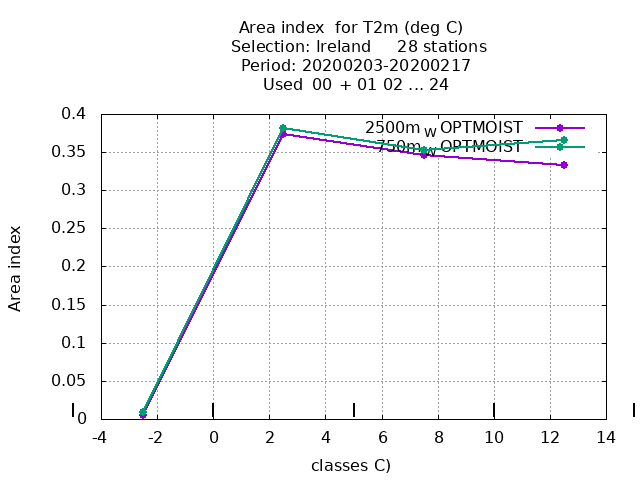 Area index  for T2m (deg C)
Selection: Ireland     28 stations
Period: 20200203-20200217
Used  00 + 01 02 ... 24
2500m W OPTMOIST
750m W OPTMOIST
0.4
0.35
0.3
0.25
0.2
0.15
0.1
0.05
0
Area index
-4 -2 0 2 4 6 8 10 12 14
classes C)